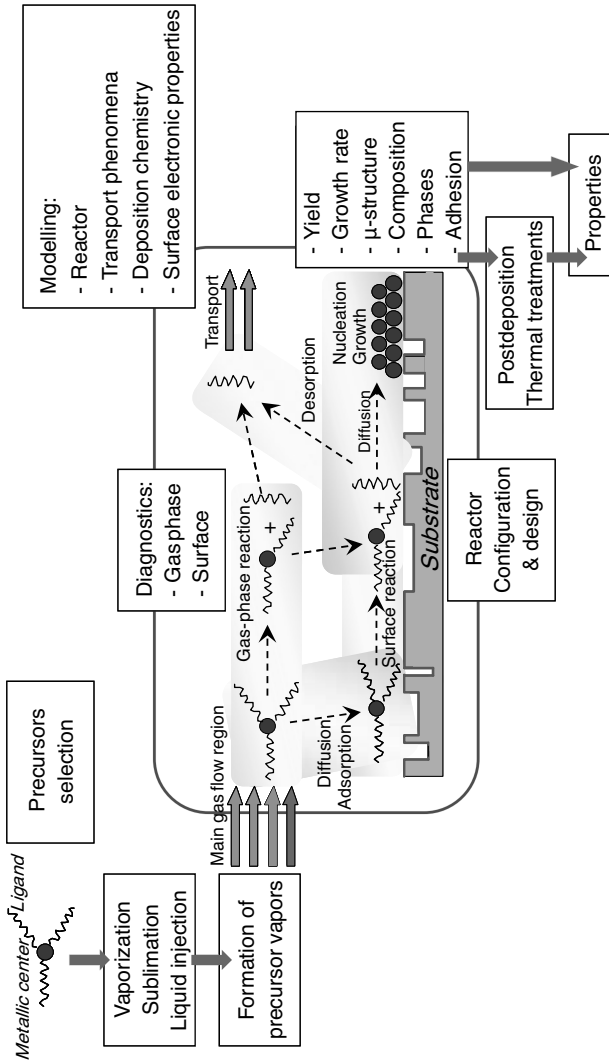 Metallic center
Ligand
Precursors
selection
Vaporization
Sublimation
Liquid injection
Formation of
precursor vapors
Diagnostics:
- Gas phase
- Surface
Modelling:
- Reactor
- Transport phenomena
- Deposition chemistry
- Surface electronic properties
Main gas flow region
Gas-phase reaction
+
Transport
Diffusion
Adsorption
Surface reaction
+
Desorption
Diffusion
Nucleation
Growth
Substrate
Reactor
Configuration
& design
- Yield
- Growth rate
- μ-structure
- Composition
- Phases
- Adhesion
Postdeposition
Thermal treatments
Properties